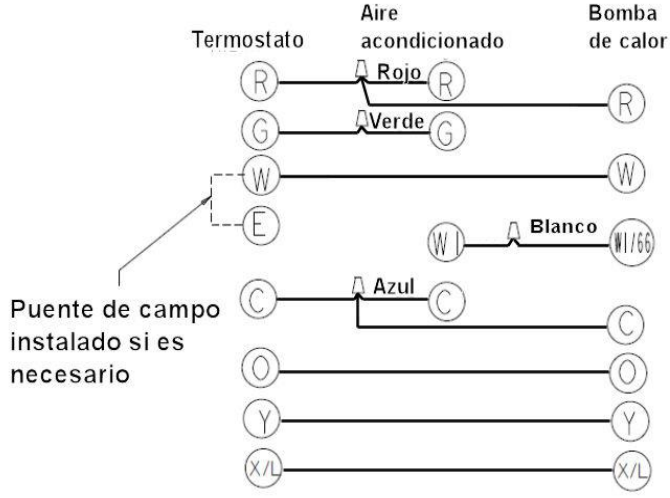 Aire Bomba
Termostato acondicionado de calor
R Rojo R
R
G Verde G
W W
E
WI Blanco WI/66
Puente de campo
instalado si es
necesario
C Azul C
C
O O
Y Y
X/L X/L